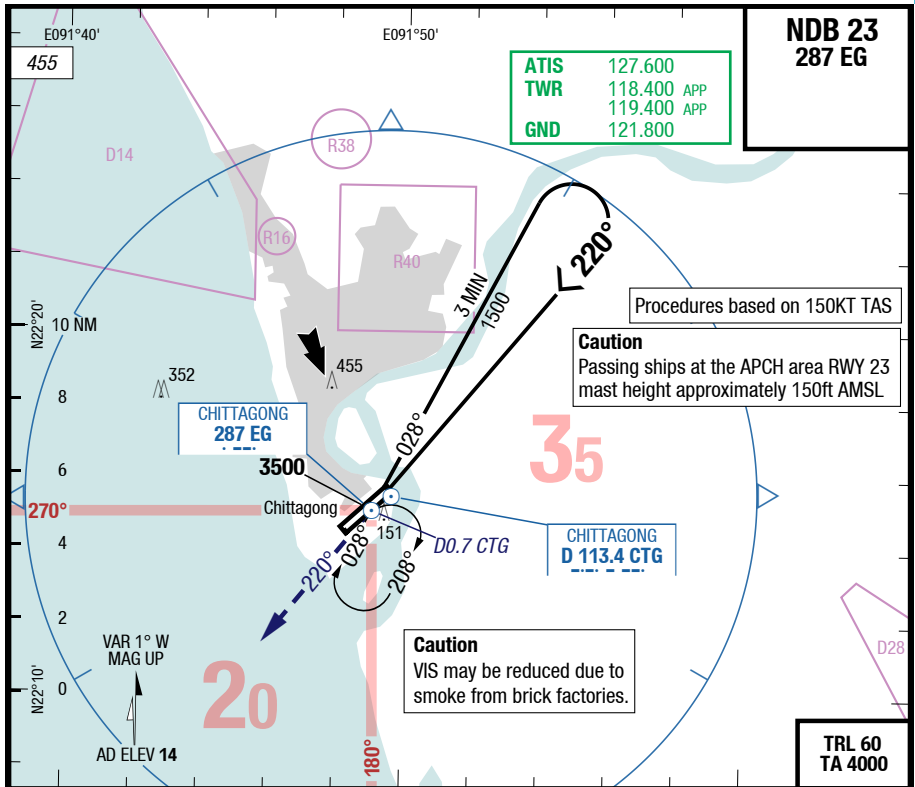 E091°40'
E091°50'
NDB 23
287 EG
455
ATIS 127.600
TWR 118.400 APP
119.400 APP
GND 121.800
D14
R38
R16
R40
220°
3 MIN
1500
N22°20'
10 NM
Procedures based on 150KT TAS
Caution
Passing ships at the APCH area RWY 23
mast height approximately 150ft AMSL
455
352
8
CHITTAGONG
287 EG
028°
35
6
3500
270°
Chittagong
151
4
D0.7 CTG
CHITTAGONG
D 113.4 CTG
028°
220°
208°
2
Caution
VIS may be reduced due to
smoke from brick factories.
D28
VAR 1° W
MAG UP
N22°10'
0
20
AD ELEV 14
180°
TRL 60
TA 4000